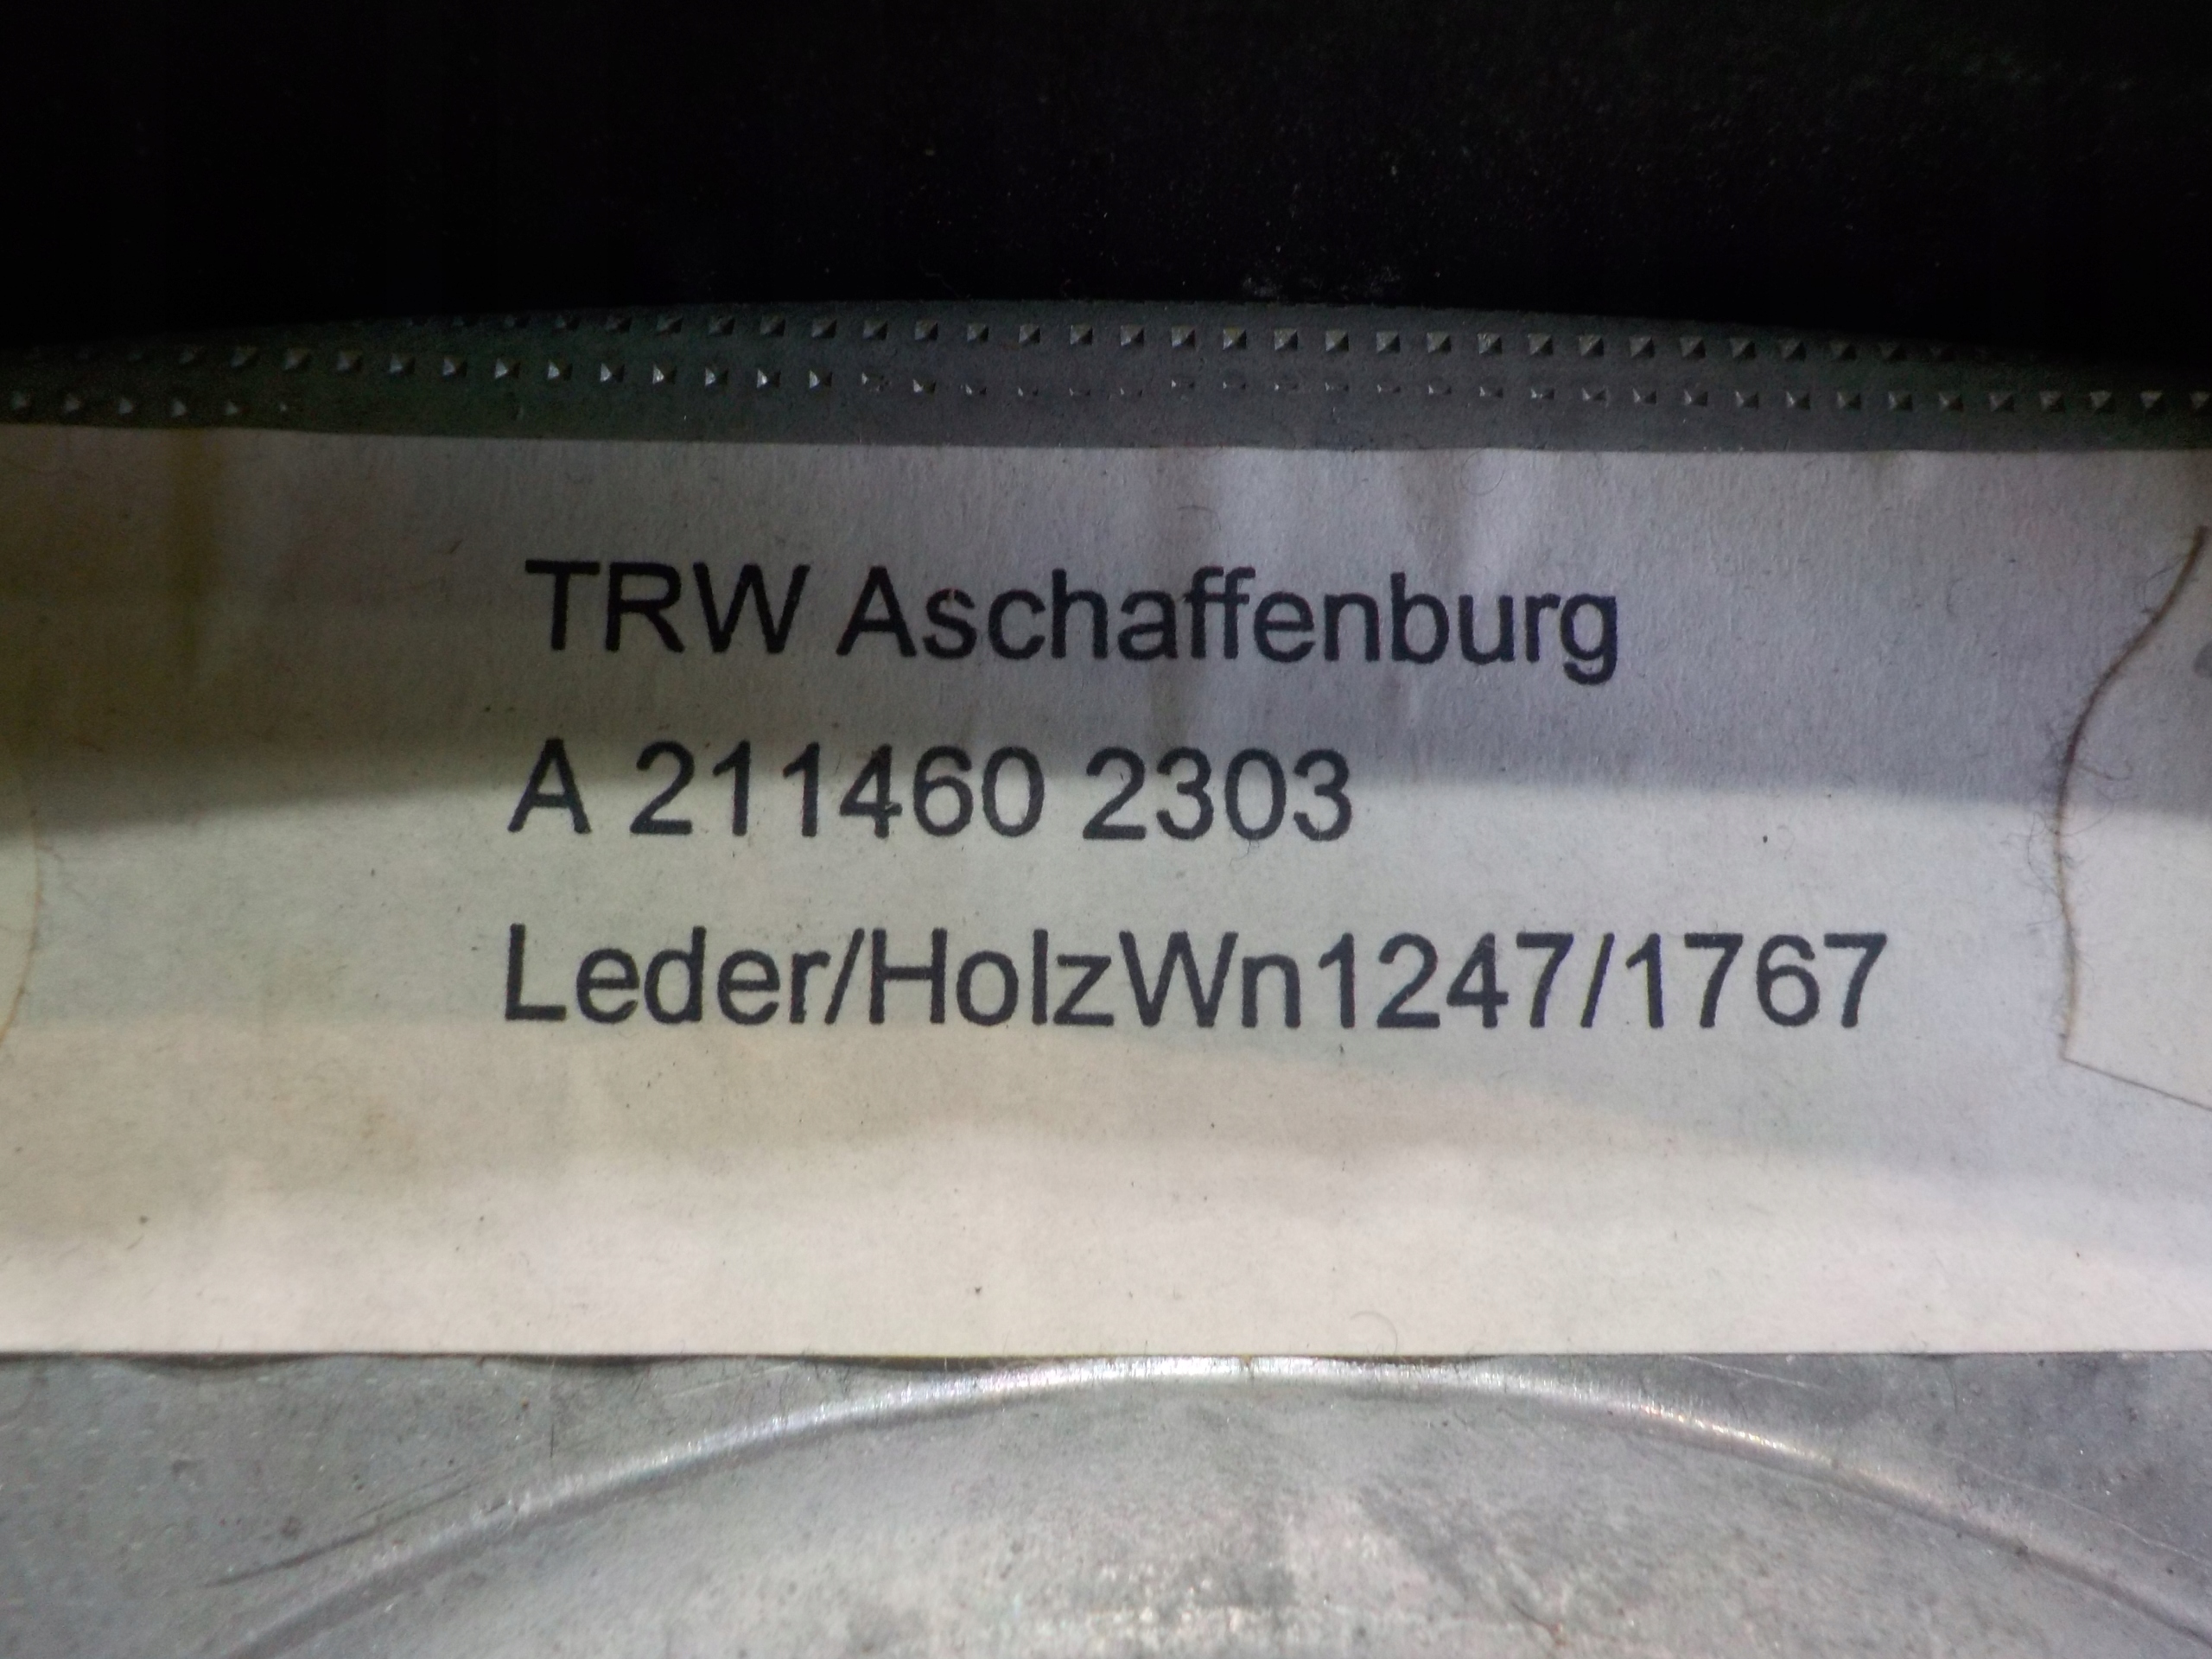 TRW Aschaffenburg
A 211460 2303
Leder/HolzWn1247/1767